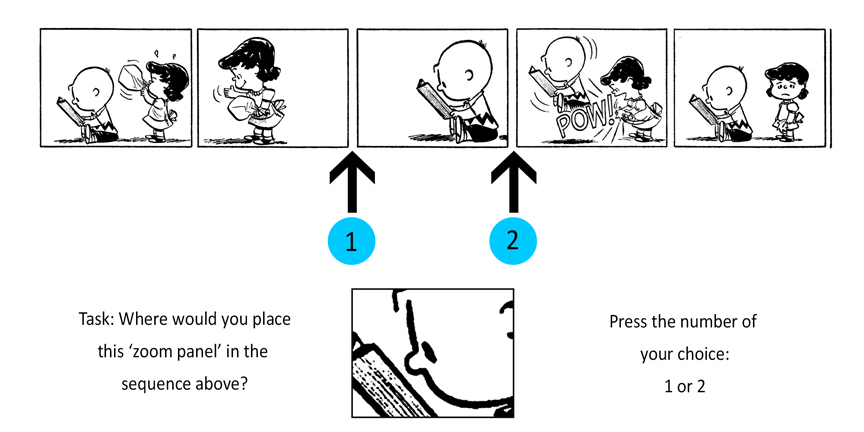 POW!
1
2
Task: Where would you place
this ‘zoom panel’ in the
sequence above?
Press the number of
your choice:
1 or 2